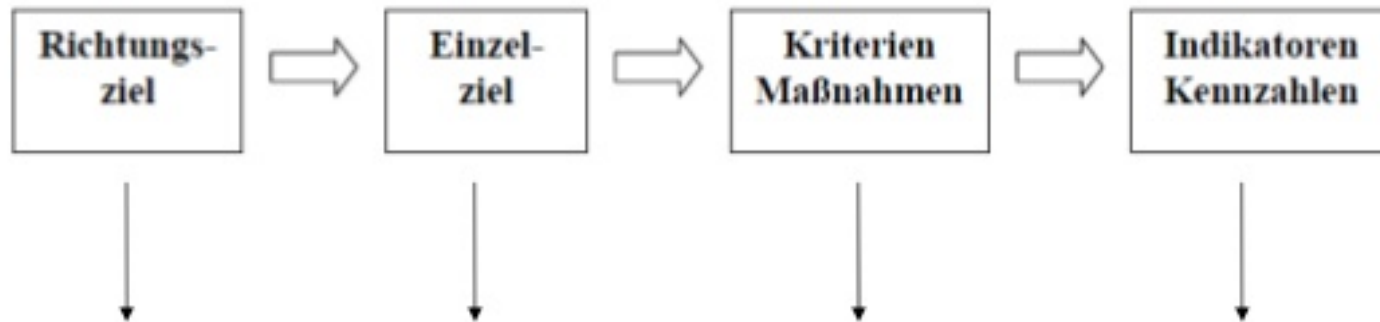 Richtungs-
ziel
Einzel-
ziel
Kriterien
Maßnahmen
Indikatoren
Kennzahlen